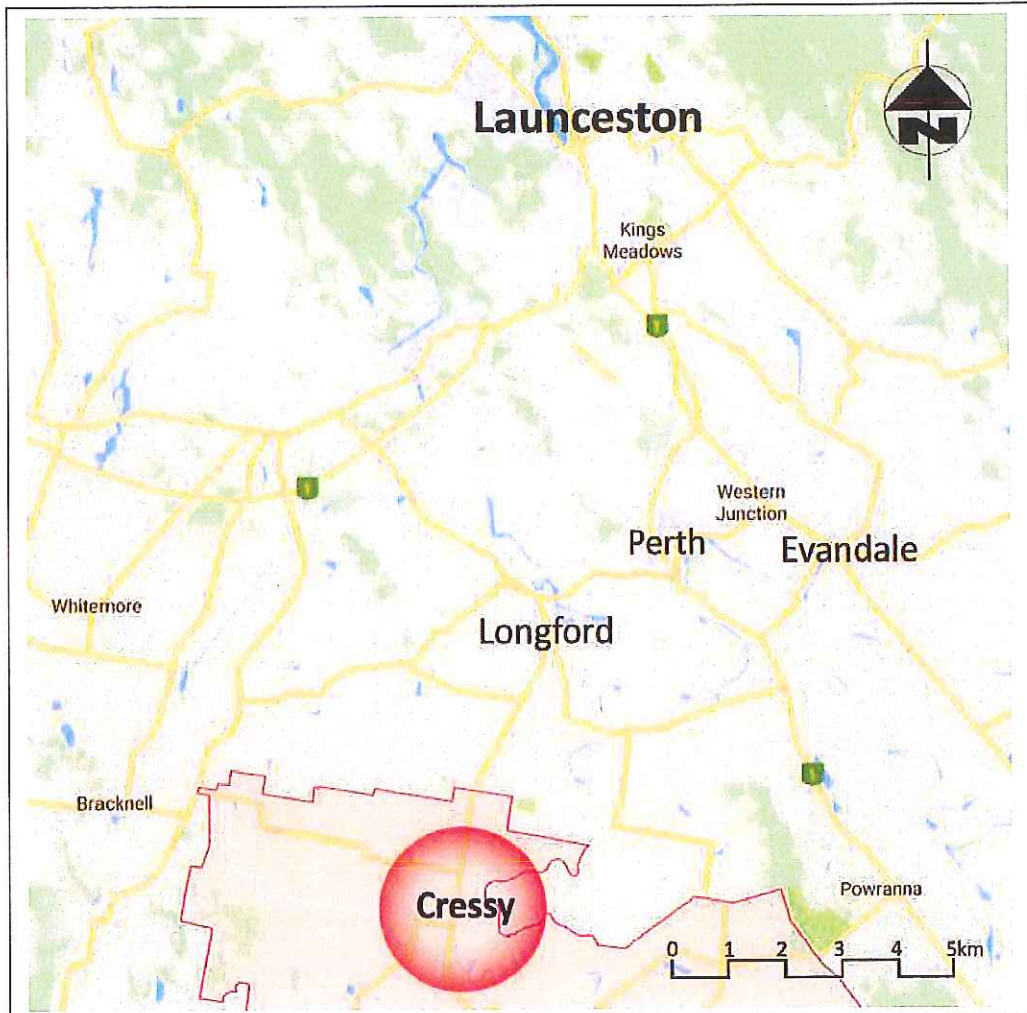 Launceston
N
Kings
Meadows
1
Western
Junction
1
Perth
Evandale
Whitemore
Longford
1
Bracknell
Powranna
Cressy
0 1 2 3 4 5km